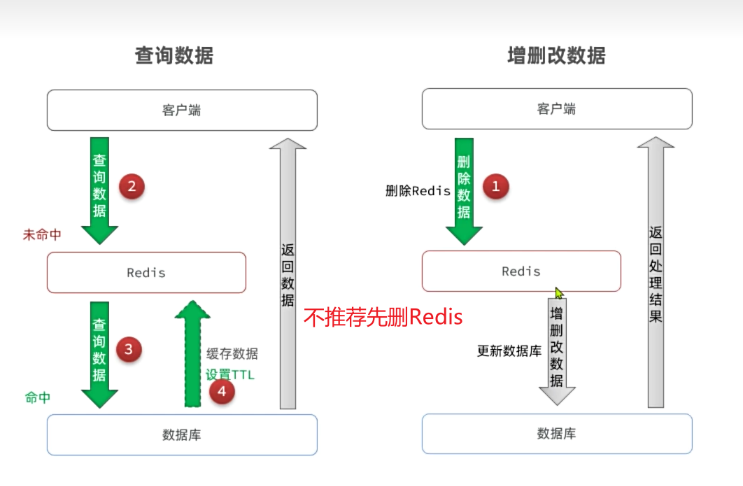 查询数据
客户端
查询数据
2
未命中
Redis
查询数据
3
缓存数据
设置TTL
4
命中
数据库
返回数据
不推荐先删Redis
增删改数据
客户端
删除Redis
删除数据
1
Redis
更新数据库
增删改数据
返回处理结果
数据库